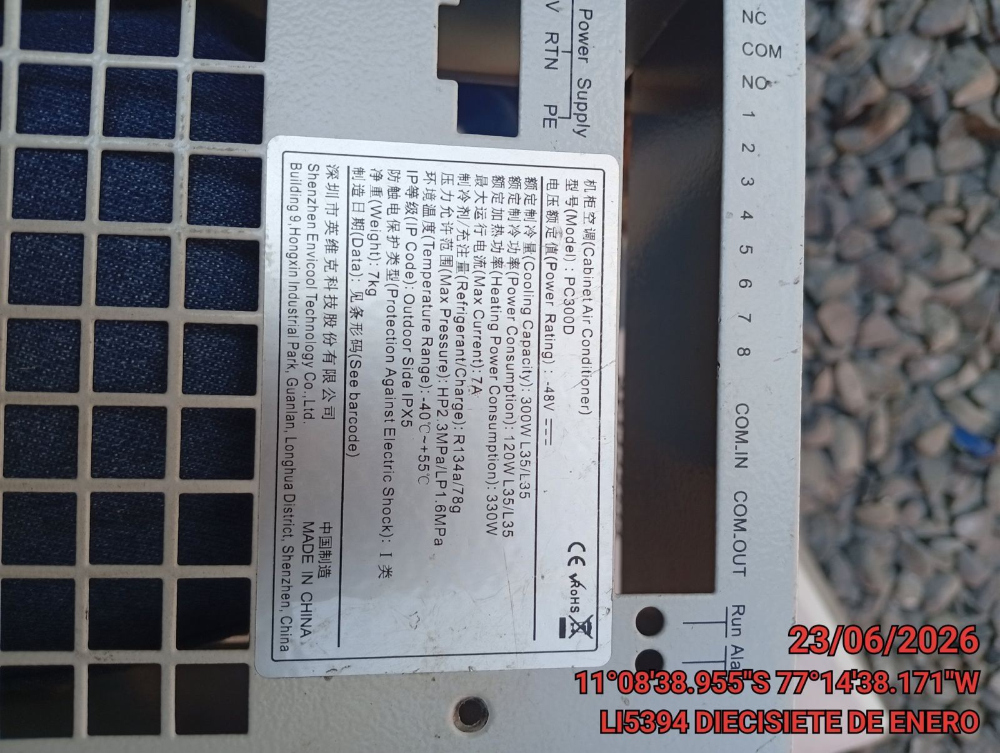 Power Supply
V RTN PE
NC
COM
NO
1 2 3 4 5 6 7 8
COM_IN COM_OUT
Run Ala
机柜空调(Cabinet Air Conditioner)
型号(Model) : PC300D
电压额定值(Power Rating) : -48V ⎓
CE RoHS
额定制冷量(Cooling Capacity): 300W L35/L35
额定制冷功率(Power Consumption): 120W L35/L35
额定加热功率(Heating Power Consumption): 330W
最大运行电流(Max Current): 7A
制冷剂/充注量(Refrigerant/Charge): R134a/78g
压力允许范围(Max Pressure): HP2.3MPa/LP1.6MPa
环境温度(Temperature Range): -40℃~+55℃
IP等级(IP Code): Outdoor Side IPX5
防触电保护类型(Protection Against Electric Shock): I 类
净重(Weight): 7kg
制造日期(Data): 见条形码(See barcode)
深圳市英维克科技股份有限公司 中国制造
Shenzhen Envicool Technology Co.,Ltd. MADE IN CHINA
Building 9,Hongxin Industrial Park, Guanlan, Longhua District, Shenzhen, China
23/06/2026
11°08'38.955"S 77°14'38.171"W
LI5394 DIECISIETE DE ENERO